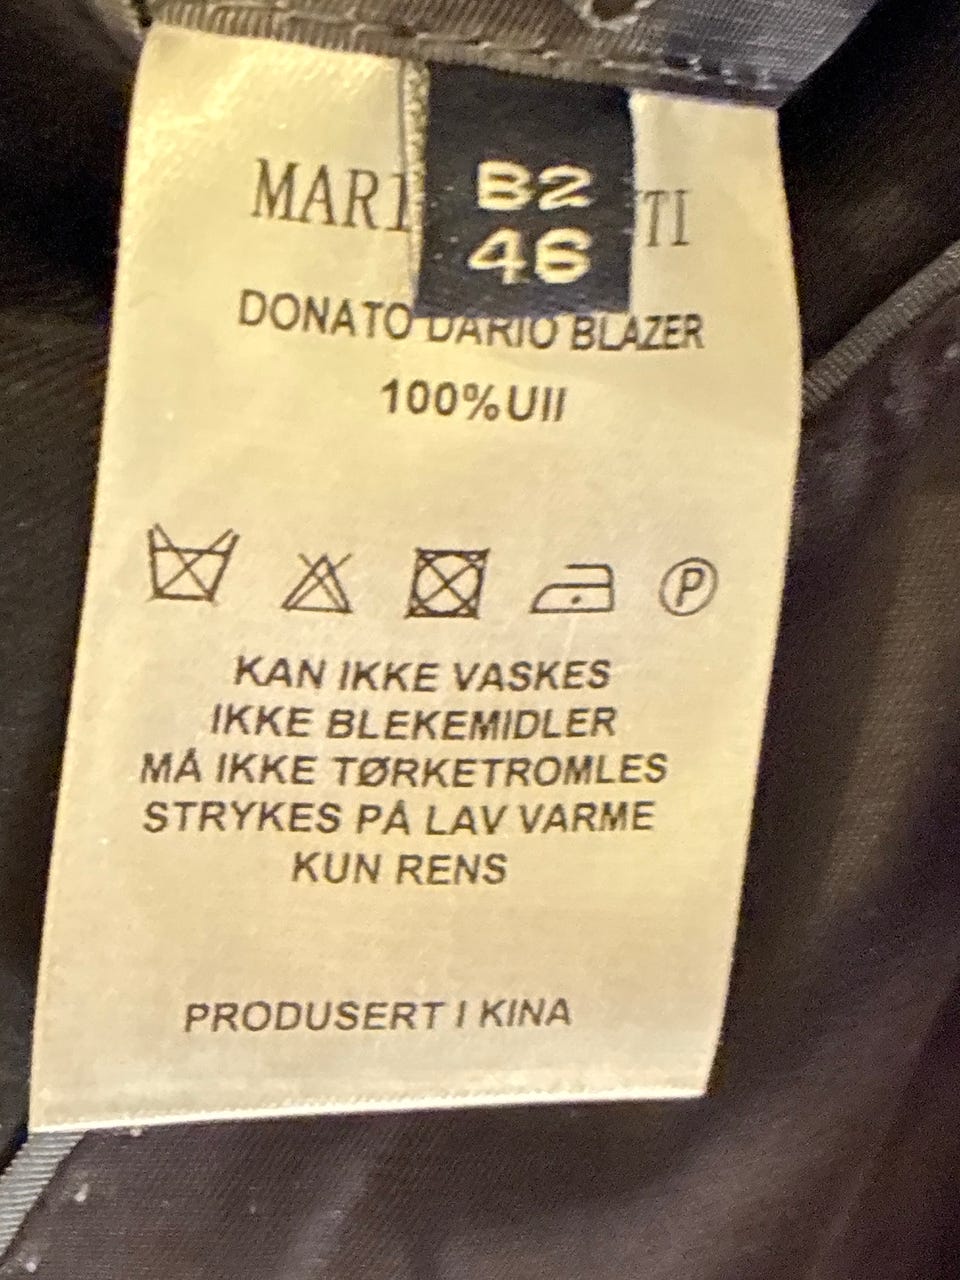 B2
46
DONATO DARIO BLAZER
100%Ull
P
KAN IKKE VASKES
IKKE BLEKEMIDLER
MÅ IKKE TØRKETROMLES
STRYKES PÅ LAV VARME
KUN RENS
PRODUSERT I KINA